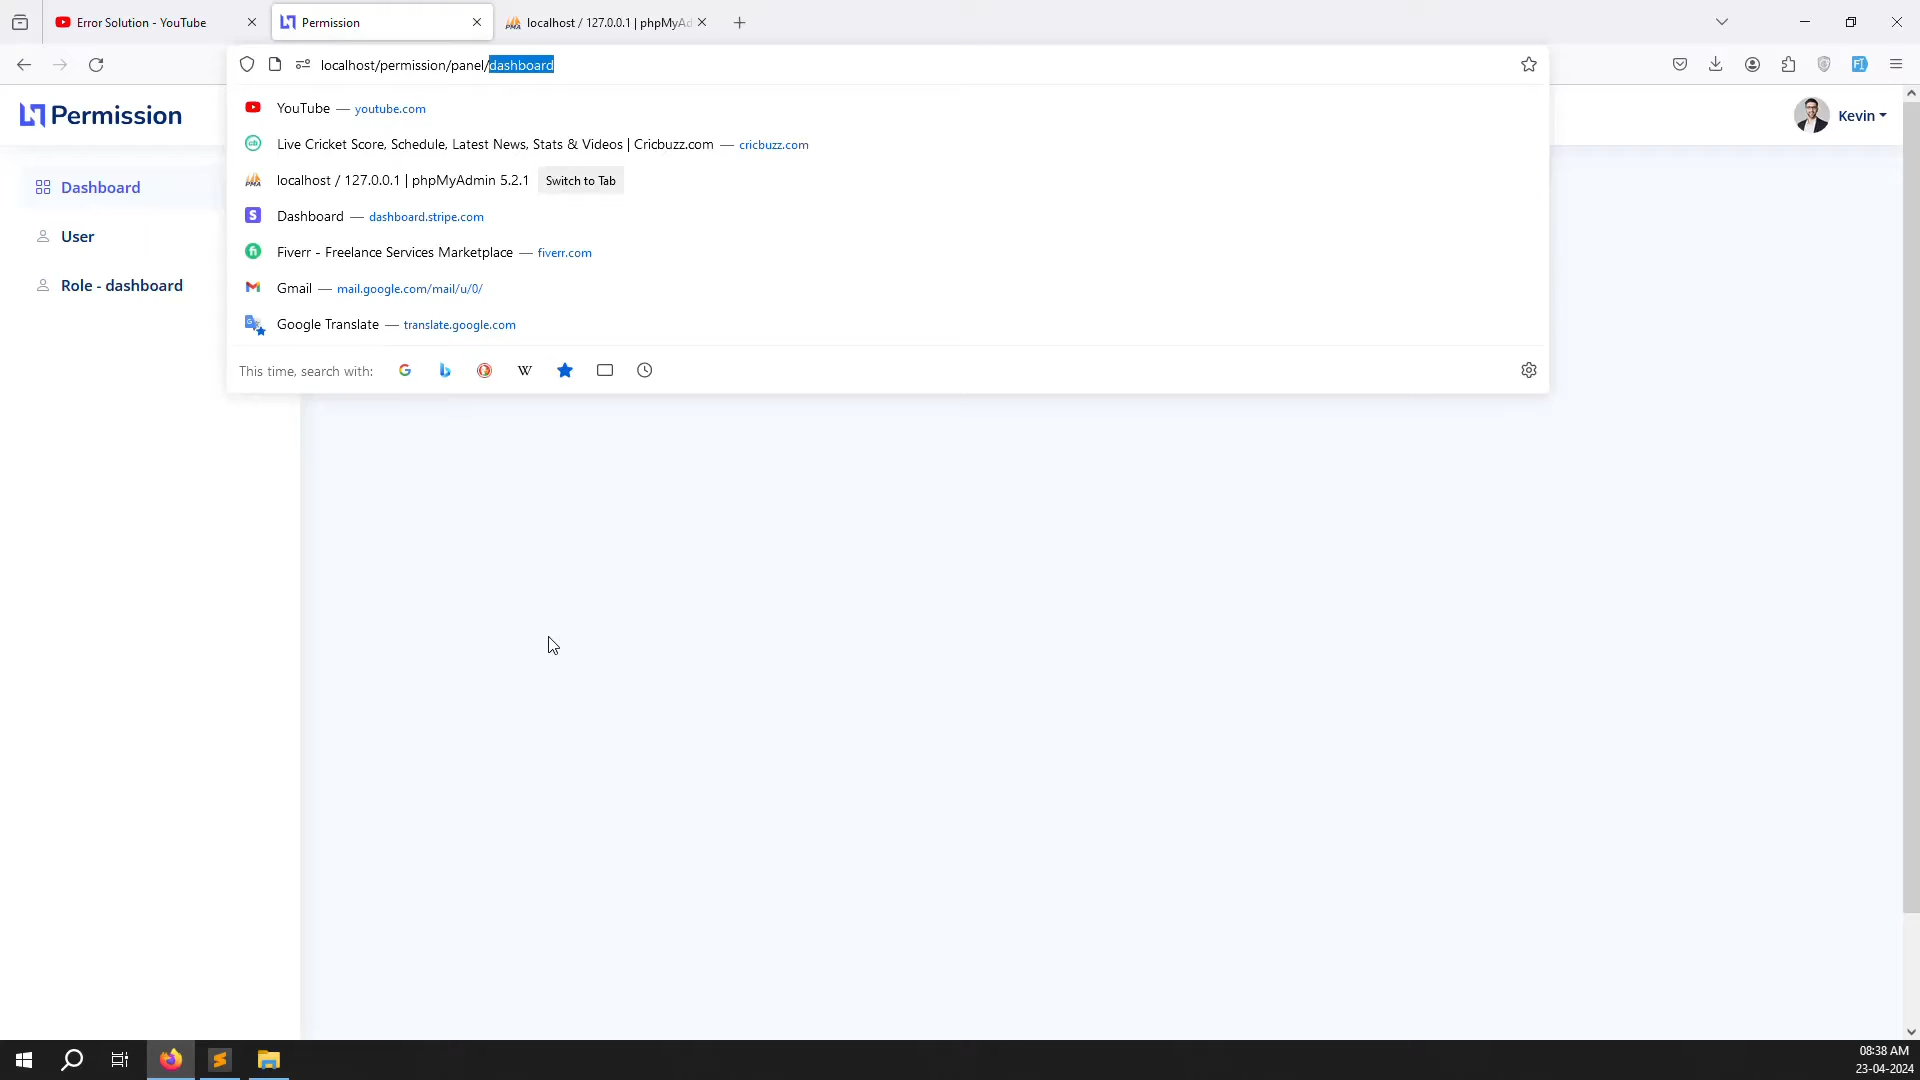 Error Solution - YouTube
Permission
localhost / 127.0.0.1 | phpMyAd
localhost/permission/panel/dashboard
Permission
Kevin
YouTube — youtube.com
Live Cricket Score, Schedule, Latest News, Stats & Videos | Cricbuzz.com — cricbuzz.com
localhost / 127.0.0.1 | phpMyAdmin 5.2.1 Switch to Tab
Dashboard — dashboard.stripe.com
Fiverr - Freelance Services Marketplace — fiverr.com
Gmail — mail.google.com/mail/u/0/
Google Translate — translate.google.com
This time, search with:
Dashboard
User
Role - dashboard
08:38 AM
23-04-2024